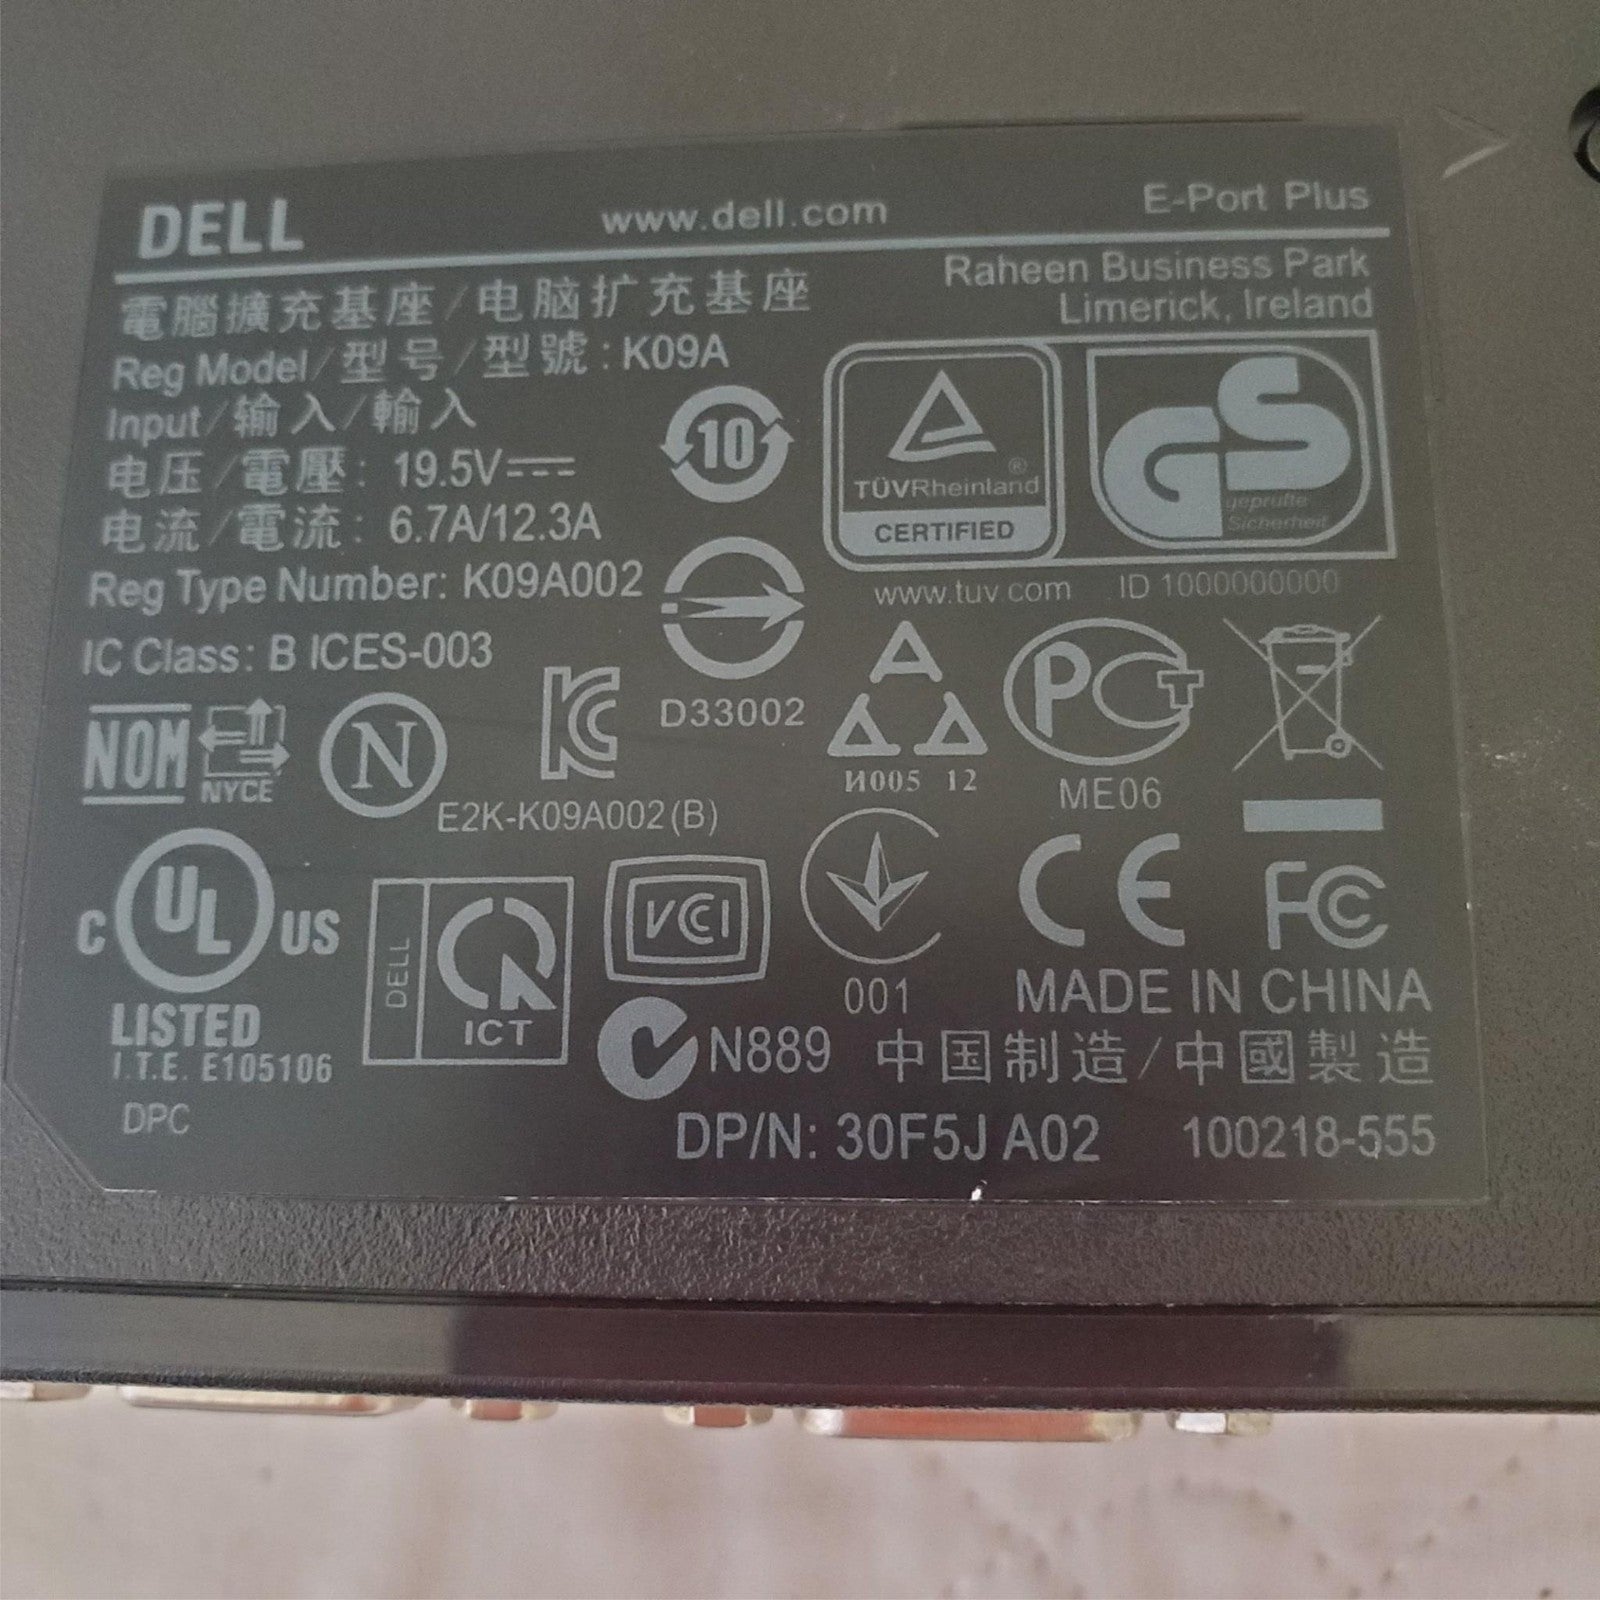 DELL www.dell.com E-Port Plus
Raheen Business Park
Limerick, Ireland
電腦擴充基座/电脑扩充基座
Reg Model/型号/型號:K09A
Input/输入/輸入
电压/電壓: 19.5V
电流/電流: 6.7A/12.3A
Reg Type Number: K09A002
IC Class: B ICES-003
10
TÜVRheinland®
CERTIFIED
GS
geprüfte
Sicherheit
www.tuv.com ID 1000000000
D33002
NOM
NYCE
N
KC
E2K-K09A002(B)
И005 12
PCT
ME06
C UL US
LISTED
I.T.E. E105106
DPC
DELL
ICT
VCCI
001
CE
FC
N889
MADE IN CHINA
中国制造/中國製造
DP/N: 30F5J A02 100218-555